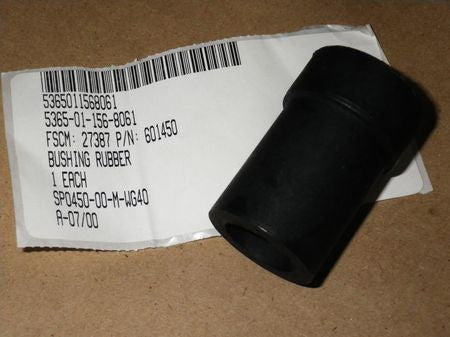 5365011568061
5365-01-156-8061
FSCM: 27387 P/N: 601450
BUSHING RUBBER
1 EACH
SP0450-00-M-WG40
A-07/00